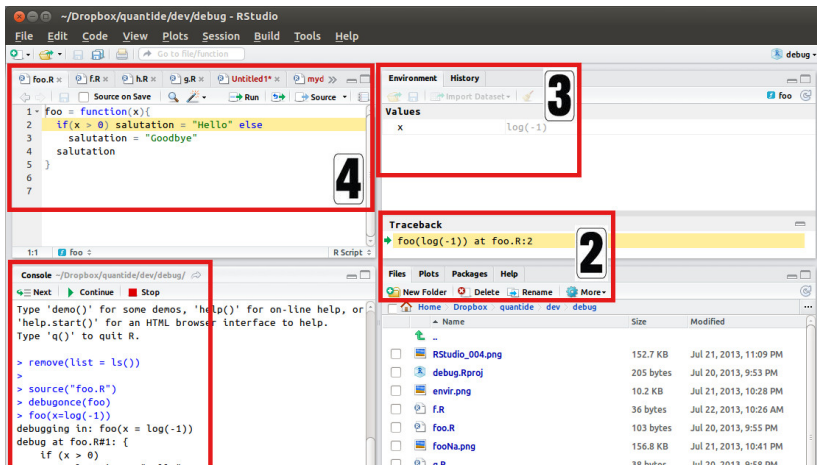 ~/Dropbox/quantide/dev/debug - RStudio
File Edit Code View Plots Session Build Tools Help
Go to file/function
debug
foo.R f.R h.R g.R Untitled1* myd
Source on Save Run Source
1 foo = function(x){
2 if(x > 0) salutation = "Hello" else
3 salutation = "Goodbye"
4 salutation
5 }
6
7
4
1:1 foo R Script
Environment History
Import Dataset
foo
Values
x log(-1)
3
Traceback
foo(log(-1)) at foo.R:2
2
Console ~/Dropbox/quantide/dev/debug/
Next Continue Stop
Type 'demo()' for some demos, 'help()' for on-line help, or
'help.start()' for an HTML browser interface to help.
Type 'q()' to quit R.
> remove(list = ls())
>
> source("foo.R")
> debugonce(foo)
> foo(x=log(-1))
debugging in: foo(x = log(-1))
debug at foo.R#1: {
if (x > 0)
Files Plots Packages Help
New Folder Delete Rename More
Home Dropbox quantide dev debug
Name Size Modified
..
RStudio_004.png 152.7 KB Jul 21, 2013, 11:09 PM
debug.Rproj 205 bytes Jul 20, 2013, 9:53 PM
envir.png 10.2 KB Jul 21, 2013, 10:28 PM
f.R 36 bytes Jul 22, 2013, 10:26 AM
foo.R 103 bytes Jul 20, 2013, 9:55 PM
fooNa.png 156.8 KB Jul 21, 2013, 10:41 PM
g.R 38 bytes Jul 20, 2013, 9:58 PM